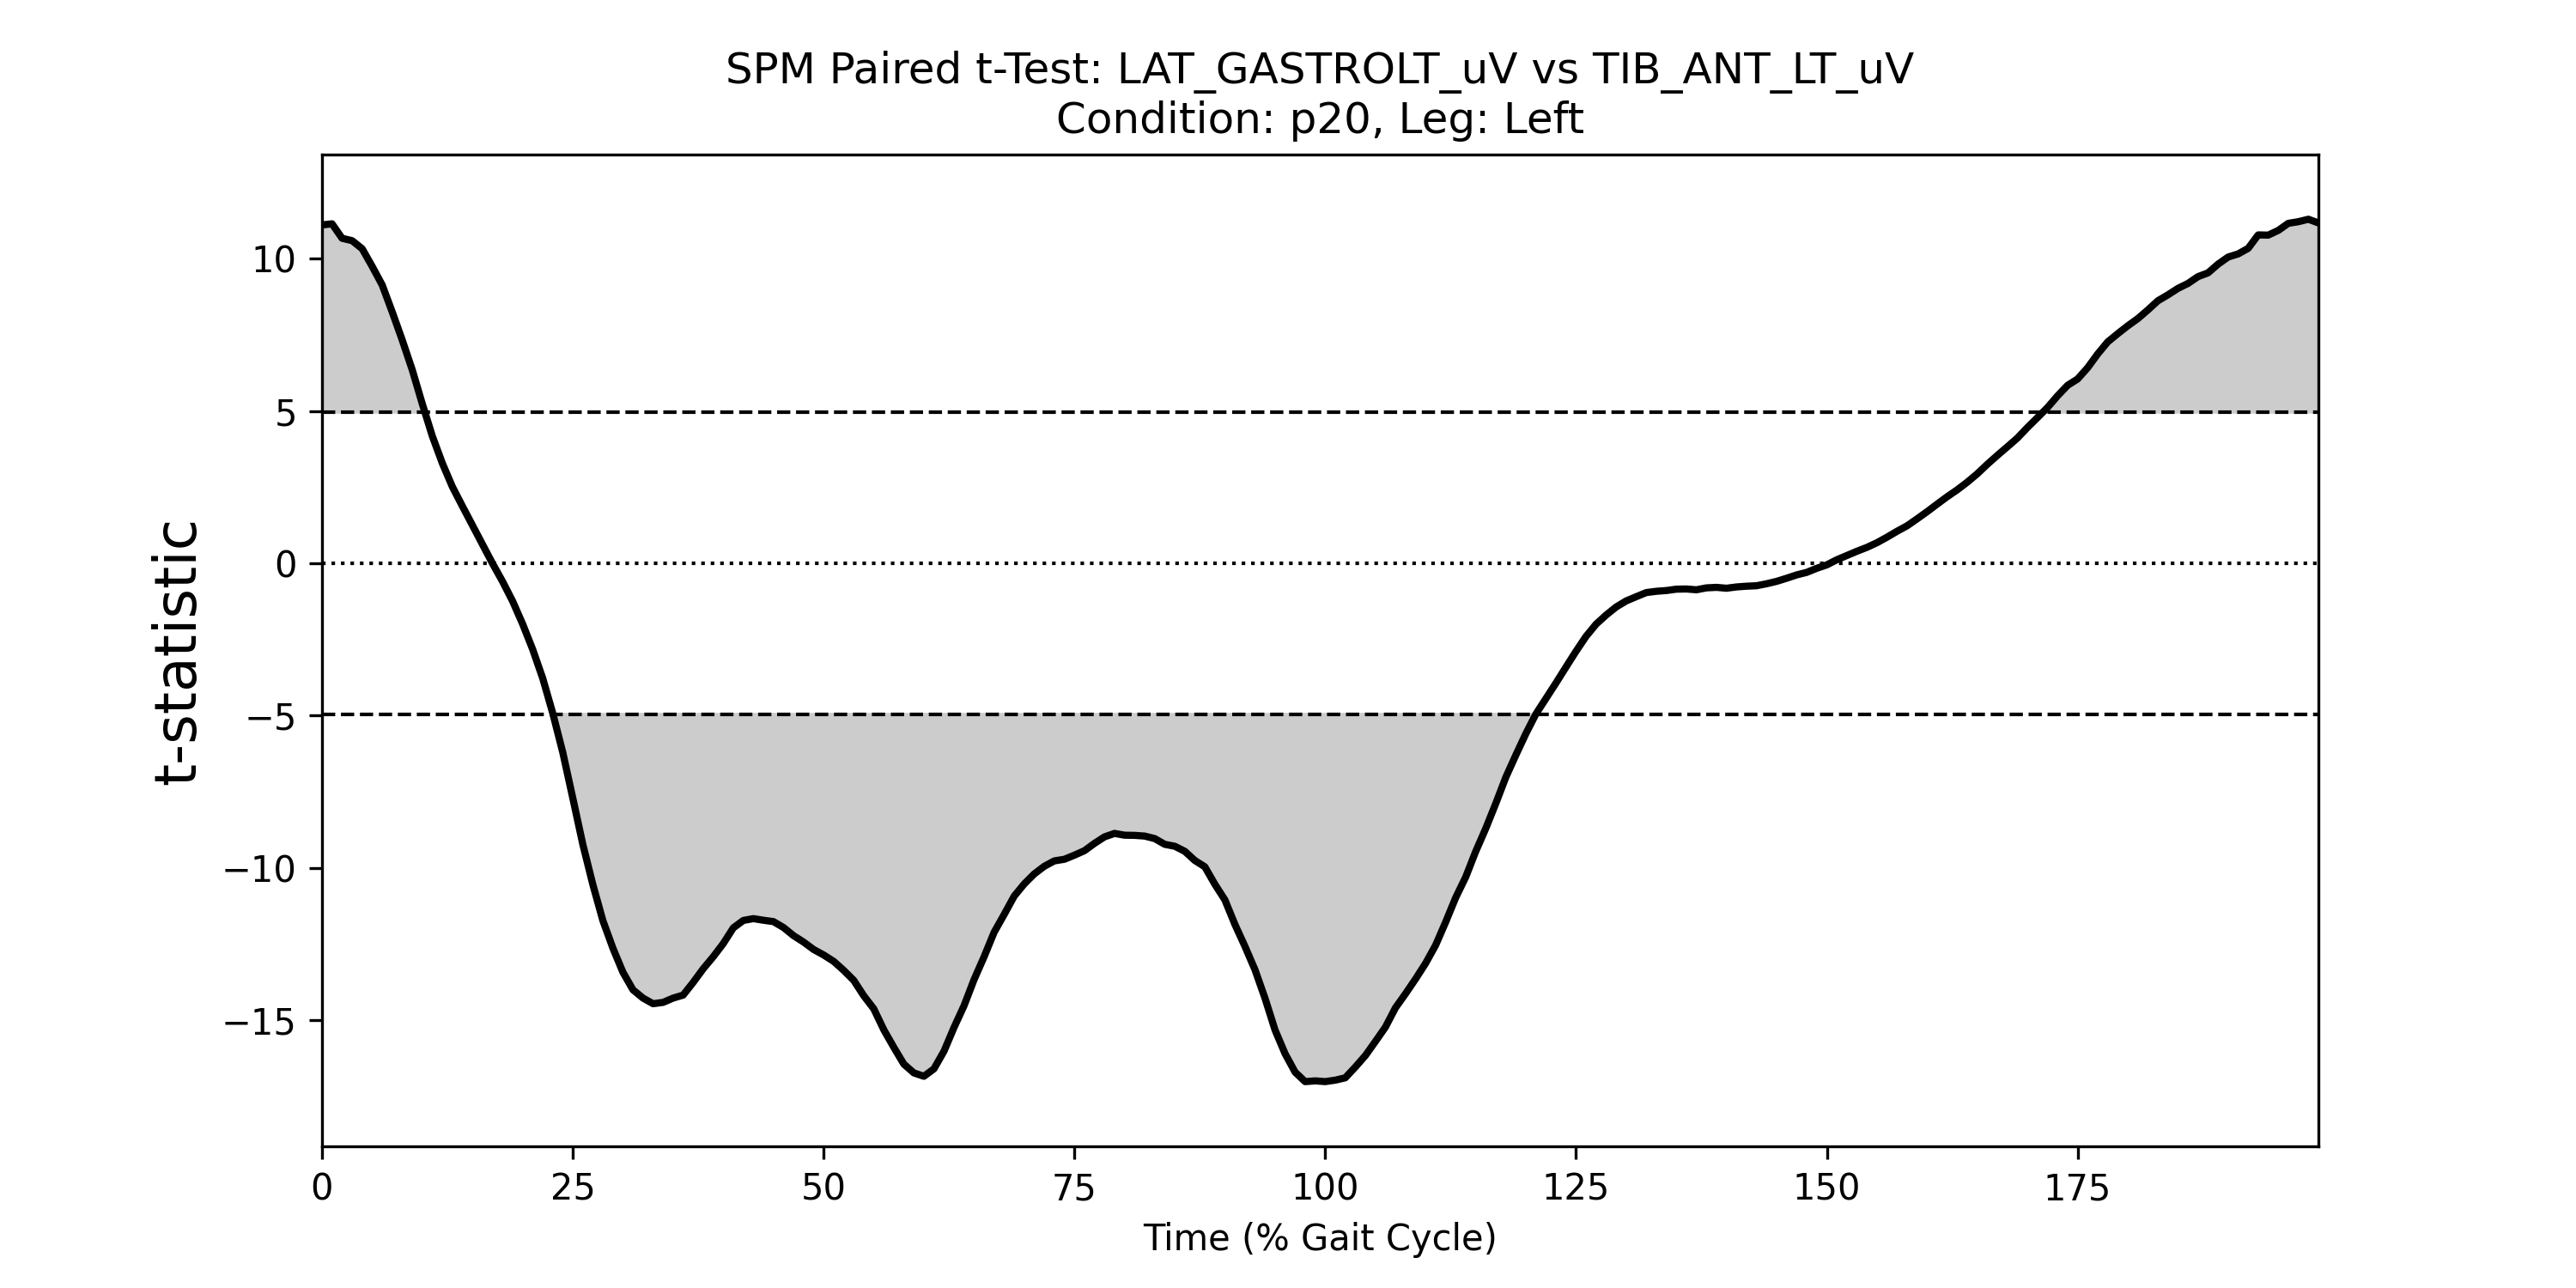 SPM Paired t-Test: LAT_GASTROLT_uV vs TIB_ANT_LT_uV
Condition: p20, Leg: Left
t-statistic
10
5
0
−5
−10
−15
0 25 50 75 100 125 150 175
Time (% Gait Cycle)